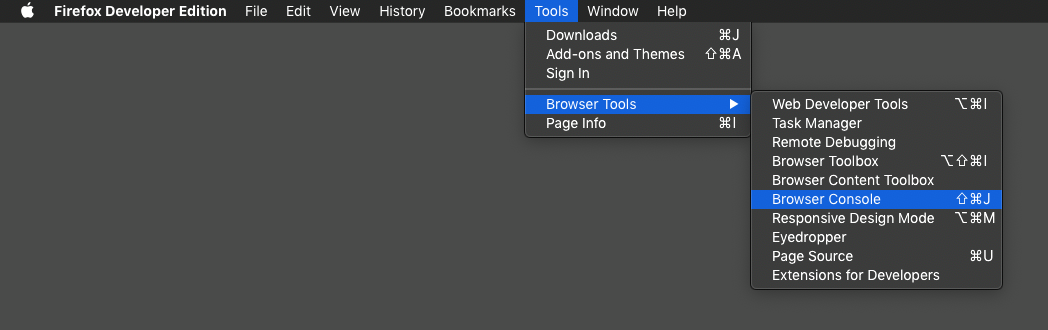 Firefox Developer Edition File Edit View History Bookmarks Tools Window Help
Downloads ⌘J
Add-ons and Themes ⇧⌘A
Sign In
Browser Tools ▶
Page Info ⌘I
Web Developer Tools ⌥⌘I
Task Manager
Remote Debugging
Browser Toolbox ⌥⇧⌘I
Browser Content Toolbox
Browser Console ⇧⌘J
Responsive Design Mode ⌥⌘M
Eyedropper
Page Source ⌘U
Extensions for Developers